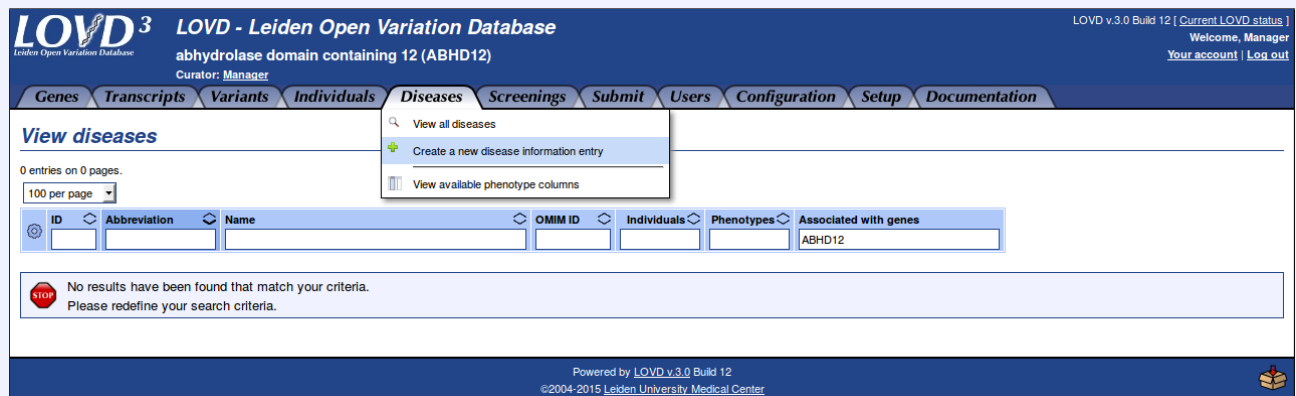 LOVD 3
Leiden Open Variation Database
LOVD - Leiden Open Variation Database
abhydrolase domain containing 12 (ABHD12)
Curator: Manager
LOVD v.3.0 Build 12 [ Current LOVD status ]
Welcome, Manager
Your account | Log out
Genes Transcripts Variants Individuals Diseases Screenings Submit Users Configuration Setup Documentation
View all diseases
Create a new disease information entry
View available phenotype columns
View diseases
0 entries on 0 pages.
100 per page
ID Abbreviation Name OMIM ID Individuals Phenotypes Associated with genes
ABHD12
STOP
No results have been found that match your criteria.
Please redefine your search criteria.
Powered by LOVD v.3.0 Build 12
©2004-2015 Leiden University Medical Center